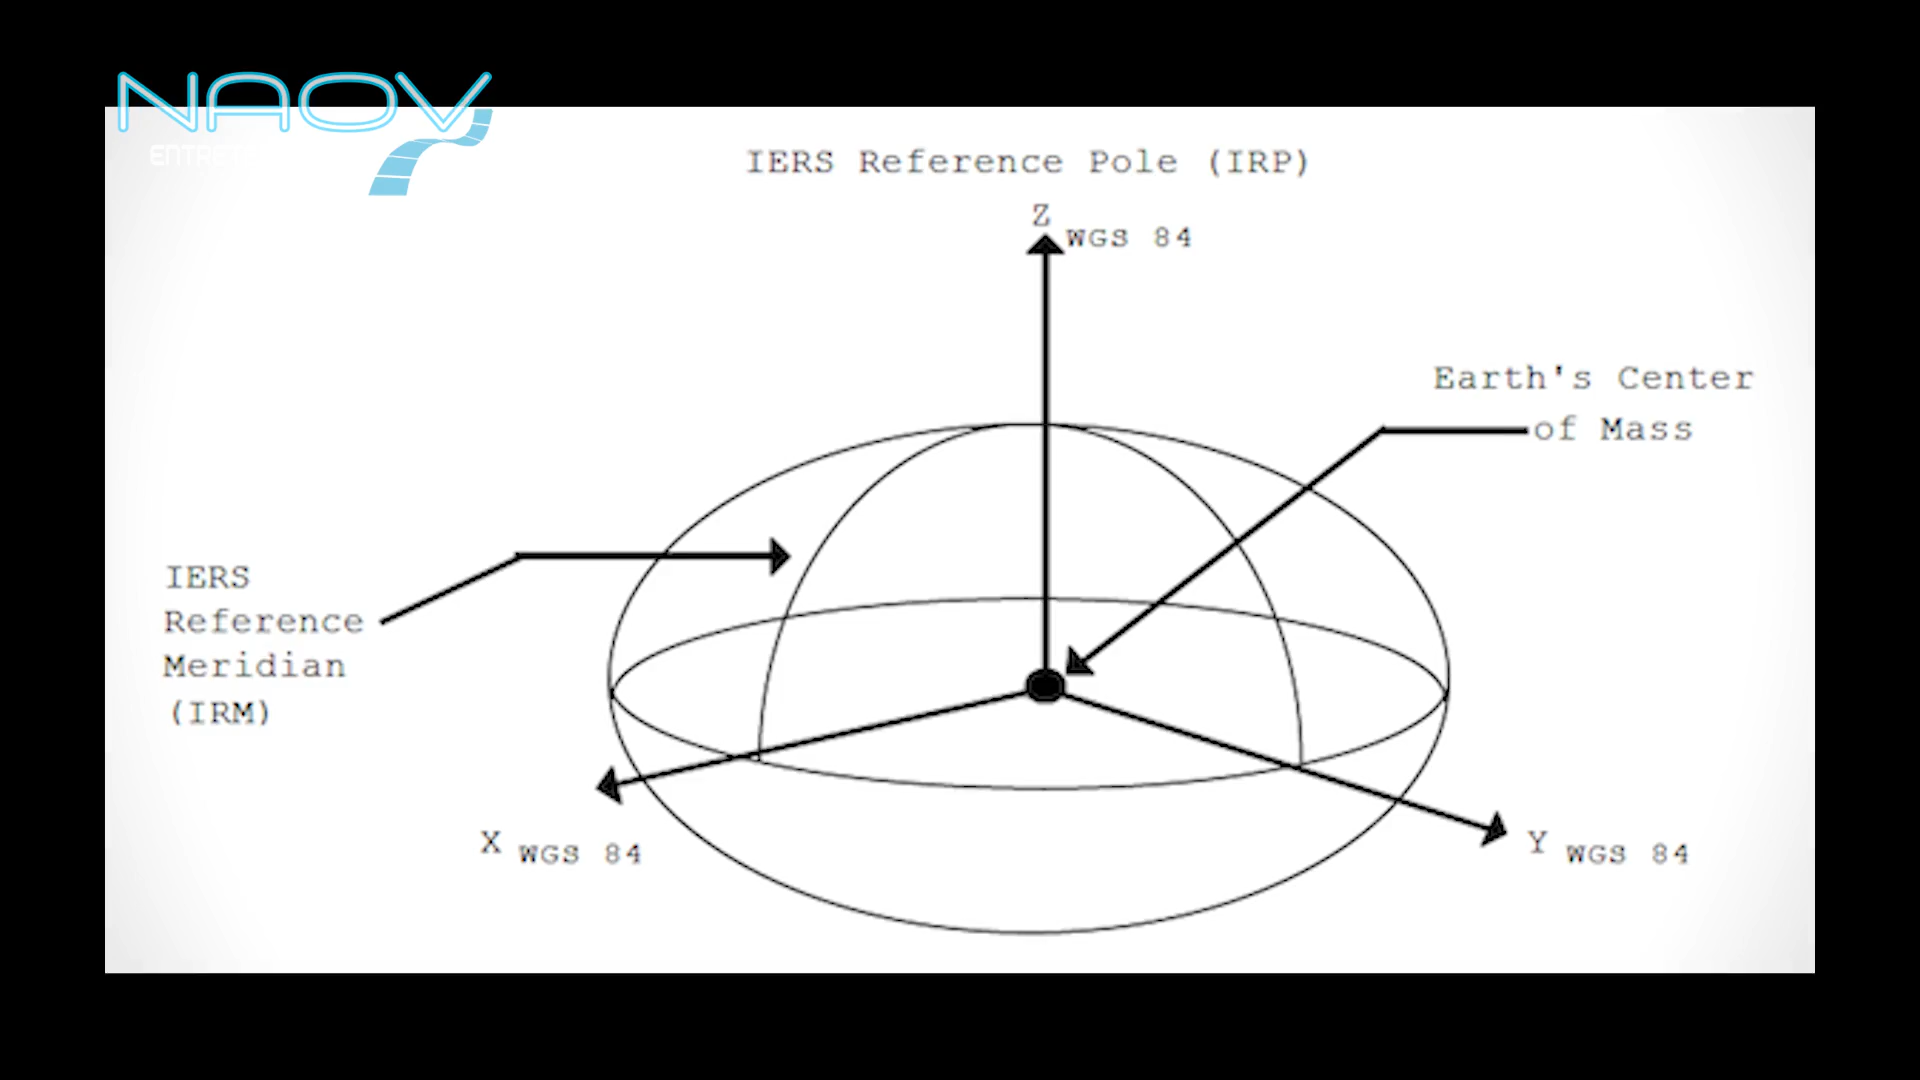 NAOV
IERS Reference Pole (IRP)
Z WGS 84
Earth's Center
of Mass
IERS
Reference
Meridian
(IRM)
X WGS 84
Y WGS 84